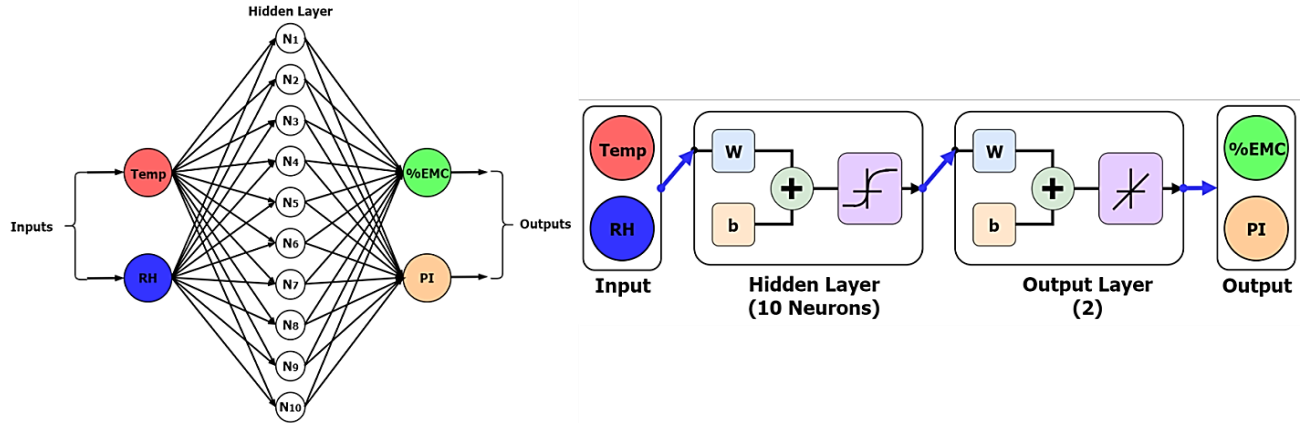 Hidden Layer
N1
N2
N3
N4
N5
N6
N7
N8
N9
N10
Inputs
Temp
RH
%EMC
PI
Outputs
Temp
RH
Input
W
b
+
Hidden Layer
(10 Neurons)
W
b
+
Output Layer
(2)
%EMC
PI
Output